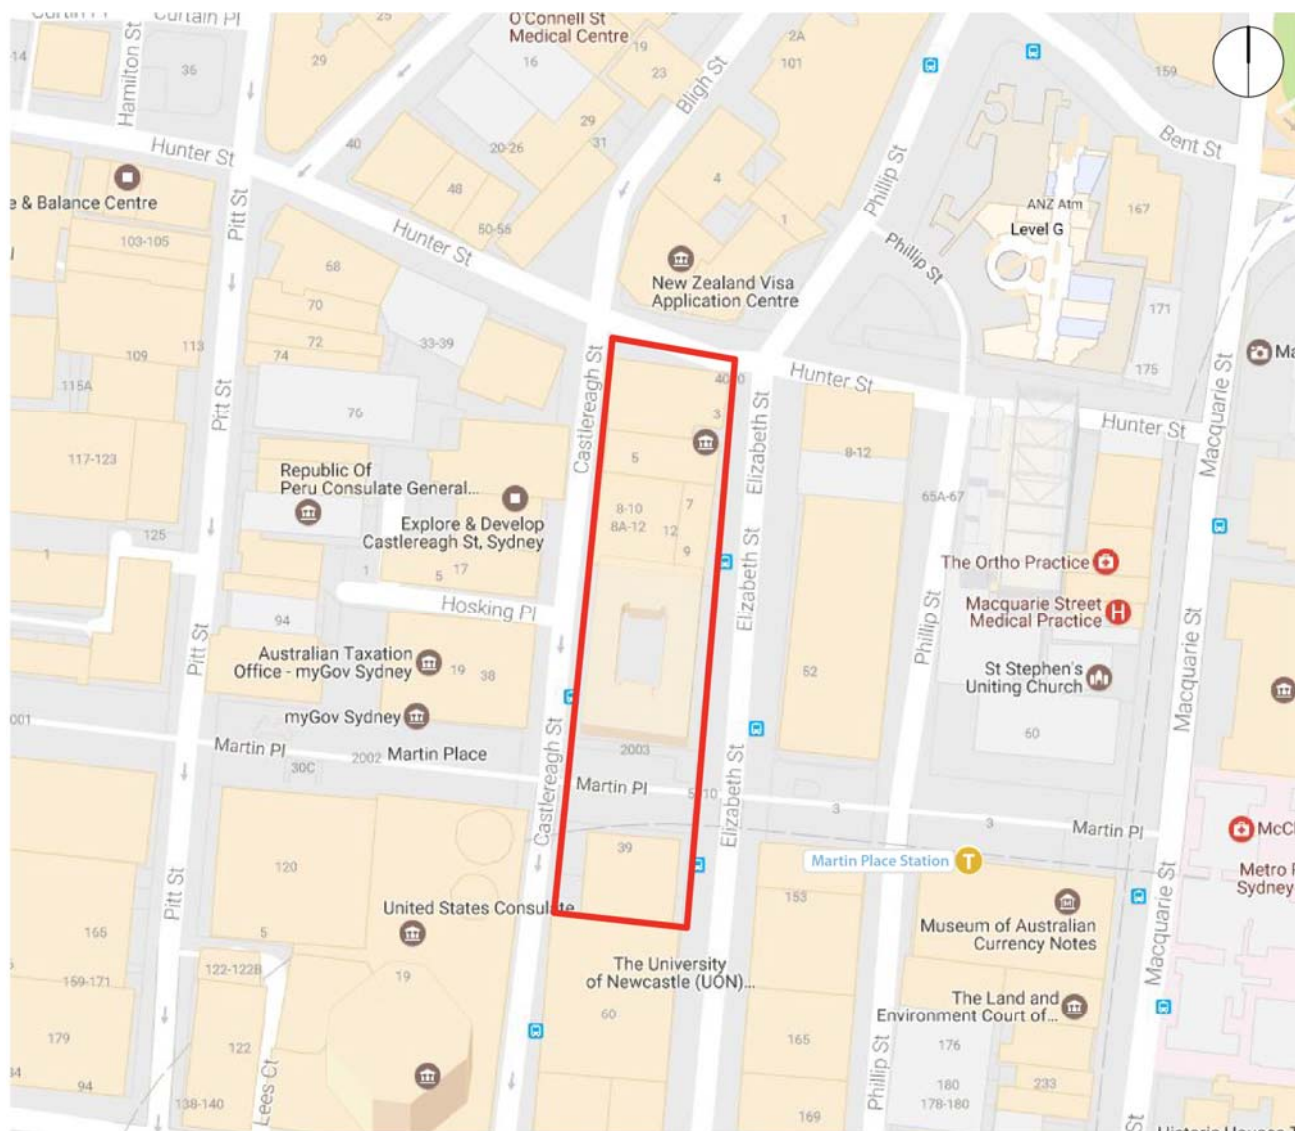 Curtin Pl
Curtain Pl
O'Connell St
Medical Centre
25
29
36
14
Hamilton St
16
19
23
2A
101
159
Bligh St
29
31
20-26
40
48
50-56
Hunter St
Pitt St
Phillip St
Bent St
4
1
ANZ Atm
Level G
167
e & Balance Centre
103-105
Hunter St
68
70
72
74
33-39
New Zealand Visa
Application Centre
Phillip St
171
175
Ma
109
113
115A
Pitt St
76
Castlereagh St
3
5
Elizabeth St
Hunter St
8-12
Hunter St
Macquarie St
117-123
Republic Of
Peru Consulate General...
Explore & Develop
Castlereagh St, Sydney
8-10
8A-12
12
7
9
65A-67
125
1
1
5
17
Hosking Pl
Elizabeth St
The Ortho Practice
Macquarie Street
Medical Practice
Phillip St
Pitt St
94
Australian Taxation
Office - myGov Sydney
19
38
52
St Stephen's
Uniting Church
Macquarie St
myGov Sydney
60
001
Martin Pl
30C
2002
Martin Place
2003
Castlereagh St
Martin Pl
Elizabeth St
3
3
Martin Pl
39
Martin Place Station
T
McCl
Metro
Sydney
120
Pitt St
United States Consulate
153
Museum of Australian
Currency Notes
Macquarie St
165
5
122-122B
159-171
19
The University
of Newcastle (UON)...
The Land and
Environment Court of...
60
179
122
165
Phillip St
176
180
178-180
233
94
138-140
Lees Ct
169
St